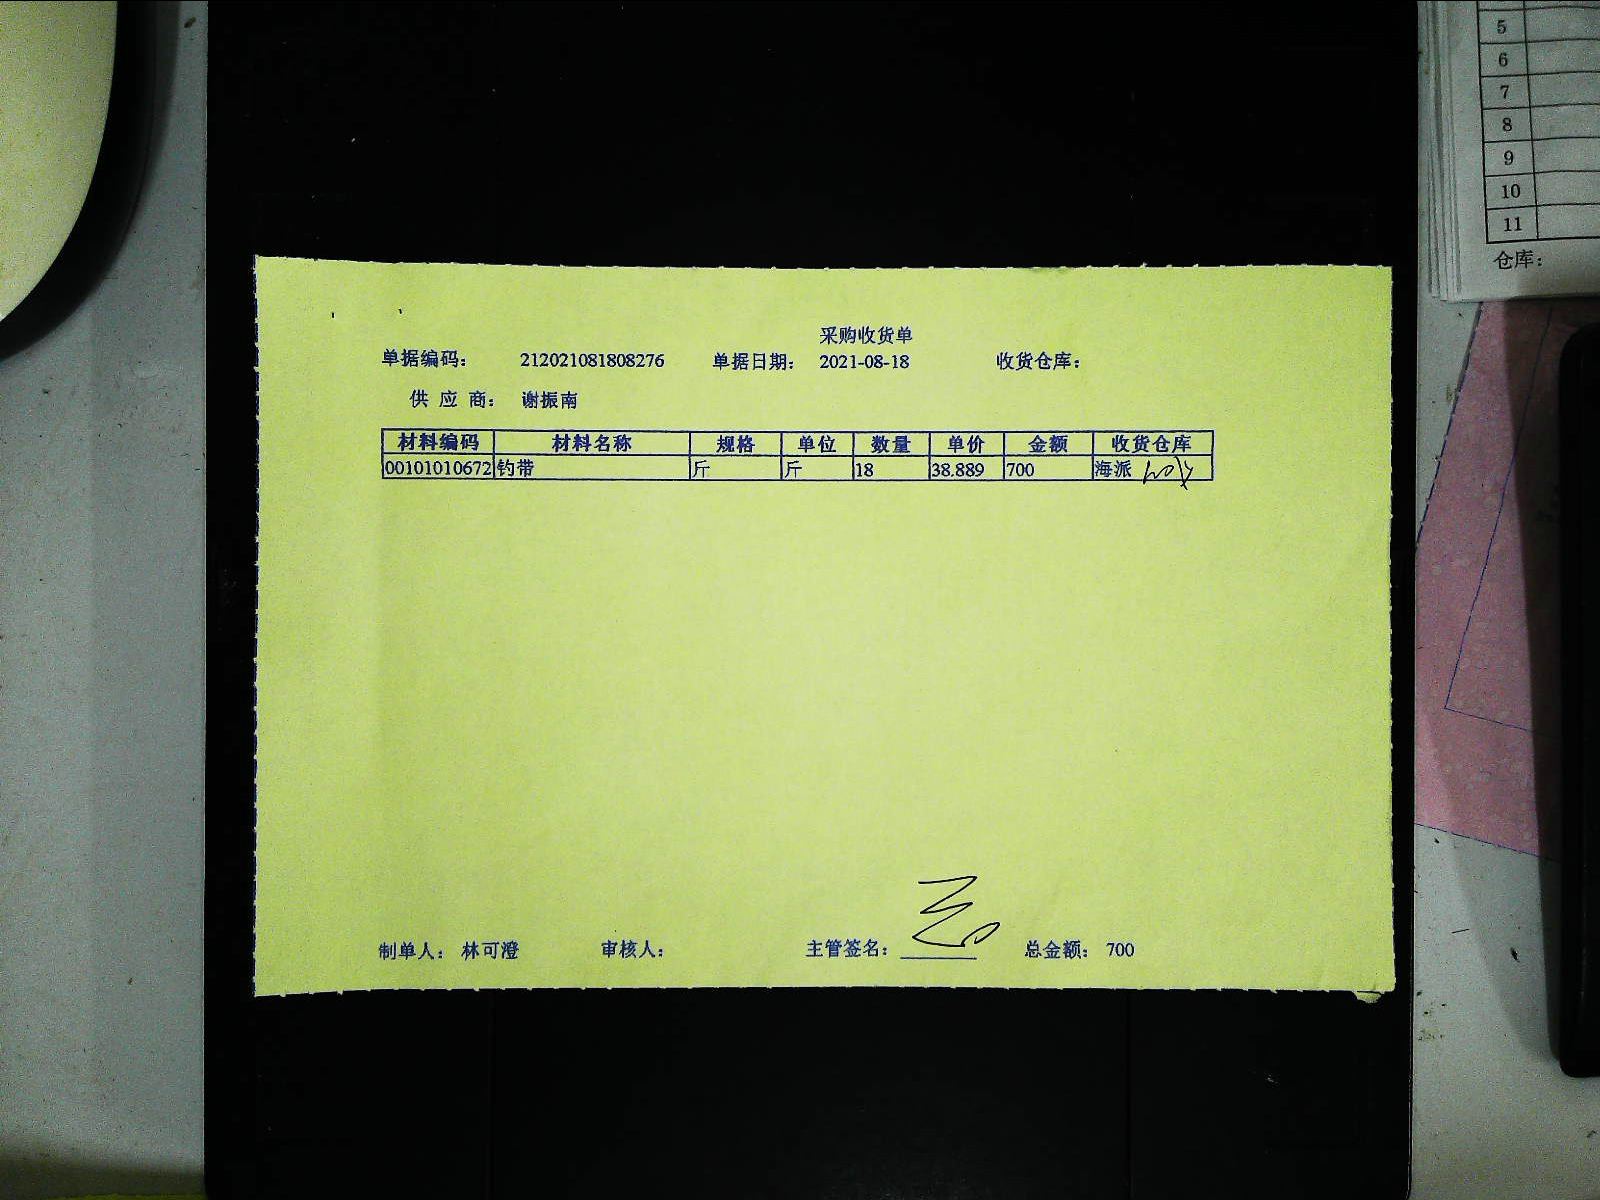 采购收货单
单据编码： 212021081808276 单据日期： 2021-08-18 收货仓库：
供 应 商： 谢振南
材料编码 材料名称 规格 单位 数量 单价 金额 收货仓库
00101010672 钓带 斤 斤 18 38.889 700 海派
制单人： 林可澄 审核人： 主管签名： 总金额： 700
5
6
7
8
9
10
11
仓库：